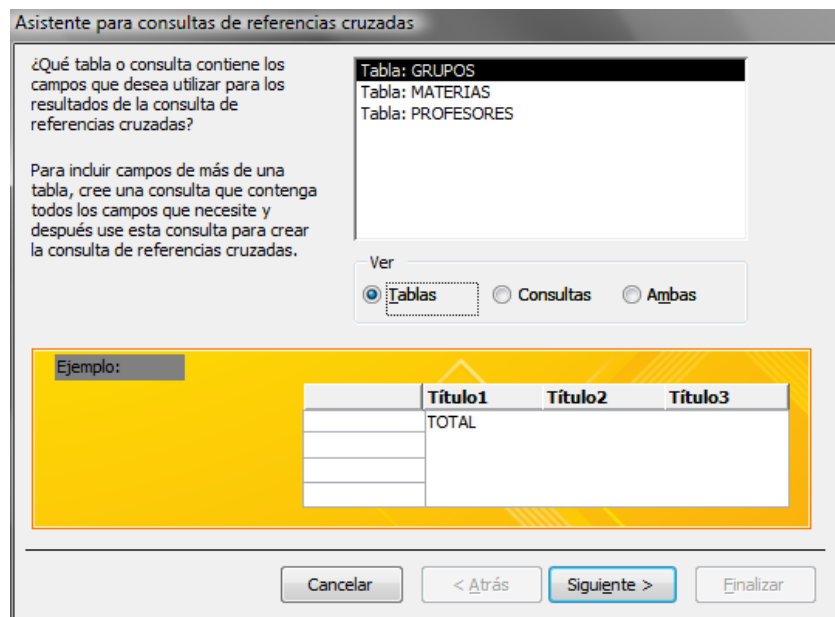 Asistente para consultas de referencias cruzadas
¿Qué tabla o consulta contiene los
campos que desea utilizar para los
resultados de la consulta de
referencias cruzadas?
Para incluir campos de más de una
tabla, cree una consulta que contenga
todos los campos que necesite y
después use esta consulta para crear
la consulta de referencias cruzadas.
Tabla: GRUPOS
Tabla: MATERIAS
Tabla: PROFESORES
Ver
Tablas Consultas Ambas
Ejemplo:
Título1 Título2 Título3
TOTAL
Cancelar < Atrás Siguiente > Finalizar